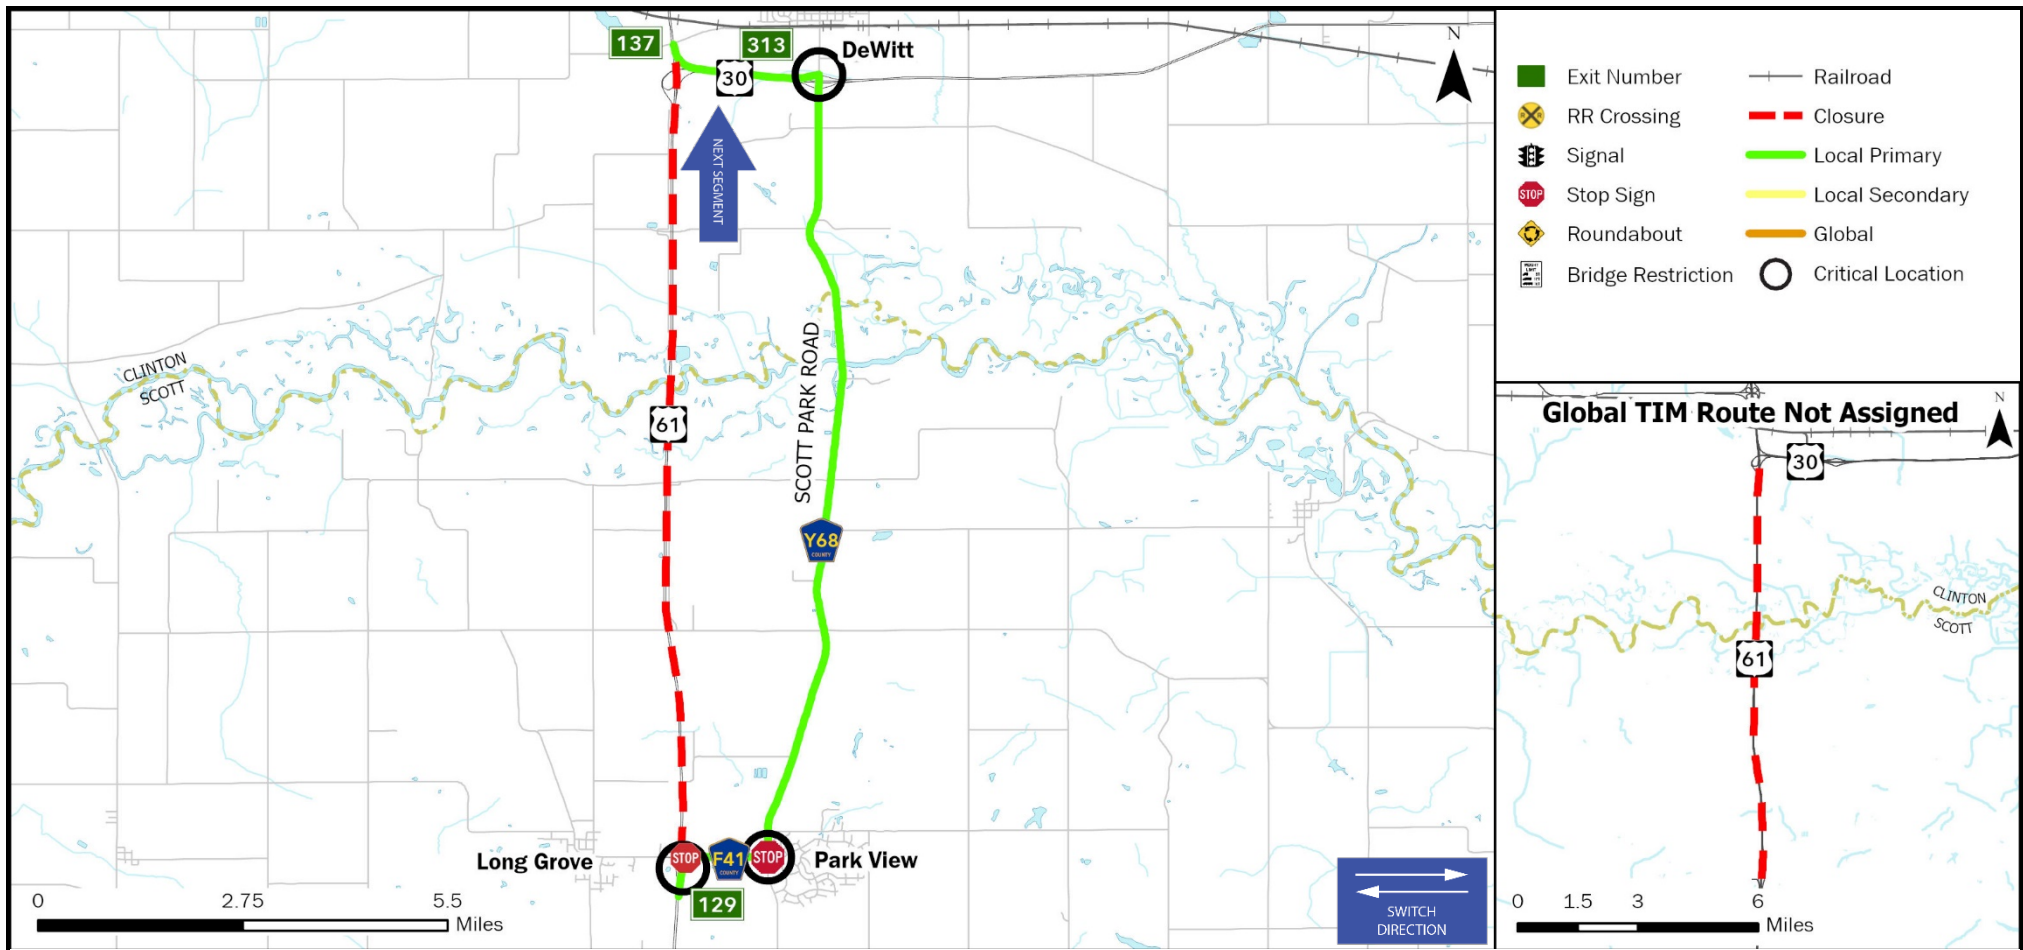 137
313
DeWitt
30
N
NEXT SEGMENT
CLINTON
SCOTT
SCOTT PARK ROAD
61
Y68
COUNTY
Long Grove
STOP
F41
COUNTY
STOP
Park View
129
0 2.75 5.5
Miles
SWITCH
DIRECTION
Exit Number
RR Crossing
Signal
STOP
Stop Sign
Roundabout
Bridge Restriction
Railroad
Closure
Local Primary
Local Secondary
Global
Critical Location
Global TIM Route Not Assigned
N
30
CLINTON
SCOTT
61
0 1.5 3 6
Miles